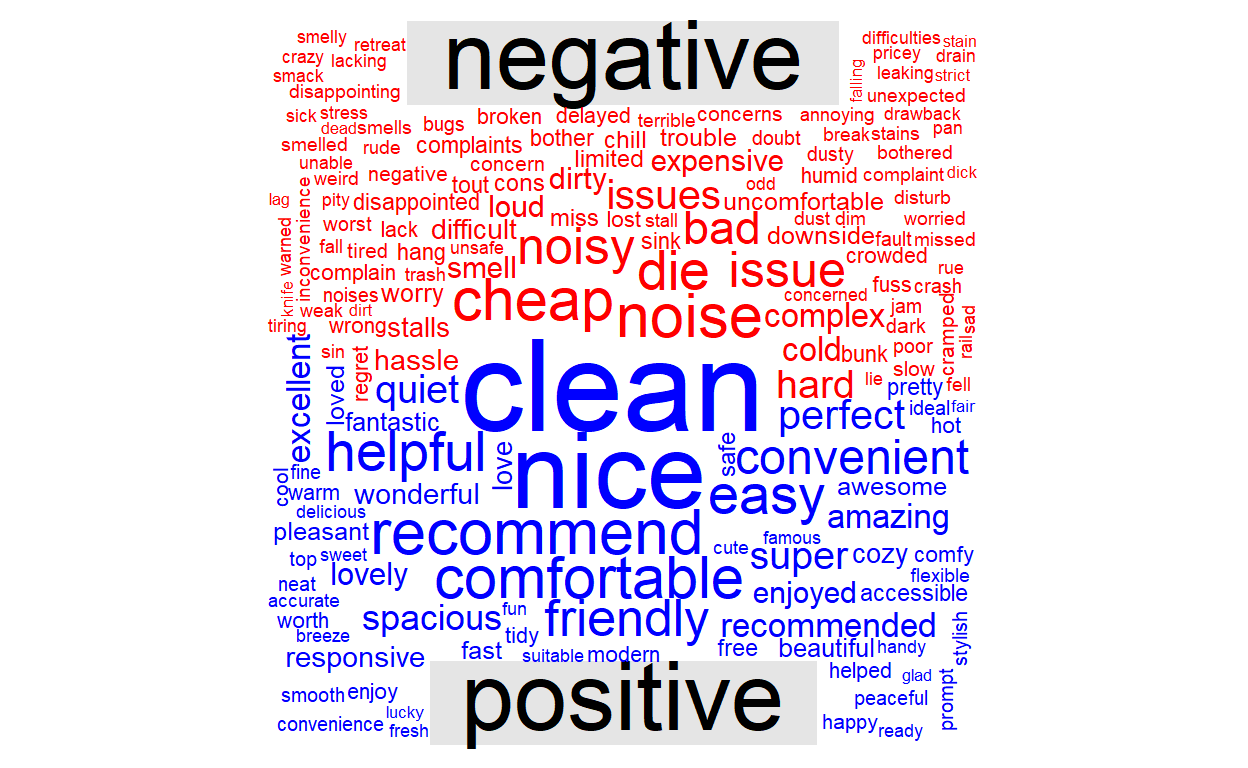 negative
smelly retreat difficulties stain
crazy lacking pricey drain
smack falling leaking strict
disappointing unexpected
sick stress broken delayed terrible concerns annoying drawback
dead smells bugs complaints bother chill trouble doubt break stains pan
smelled rude concern limited expensive dusty bothered
unable weird negative tout cons dirty issues odd humid complaint dick
lag pity disappointed loud miss lost stall uncomfortable disturb
inconvenience warned worst lack difficult noisy sink bad dust dim downside worried
fall tired hang unsafe fault missed
complain trash smell die issue crowded rue
knife noises worry cheap noise concerned fuss crash
weak dirt complex jam
tiring wrong stalls dark cramped rail sad
sin regret hassle cold bunk poor
hard lie slow fell
clean
excellent loved quiet pretty
fantastic perfect ideal fair hot
helpful love nice safe convenient
cool fine warm wonderful easy awesome
delicious amazing
pleasant recommend famous
top sweet cute super cozy comfy
neat lovely comfortable flexible
accurate enjoyed accessible
worth spacious fun friendly recommended stylish
breeze tidy
responsive fast suitable modern free beautiful handy
helped glad
smooth enjoy peaceful prompt
convenience lucky fresh happy ready
positive